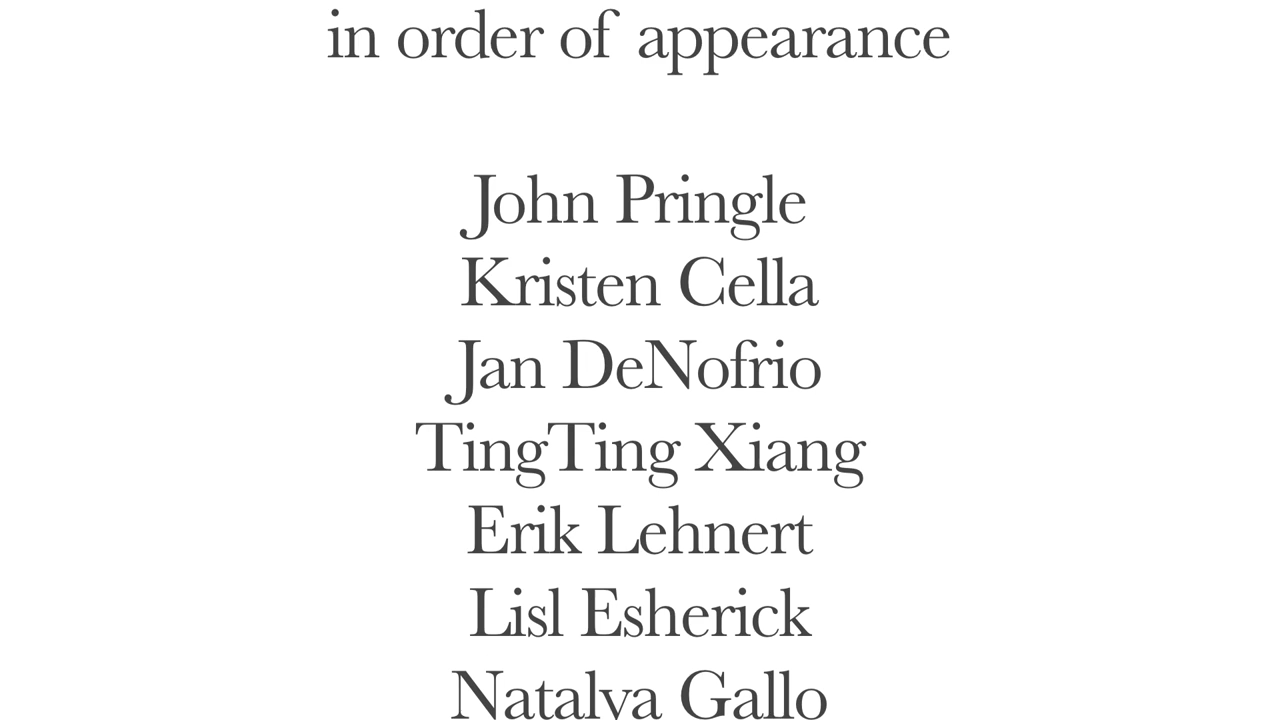 in order of appearance
John Pringle
Kristen Cella
Jan DeNofrio
TingTing Xiang
Erik Lehnert
Lisl Esherick
Natalya Gallo